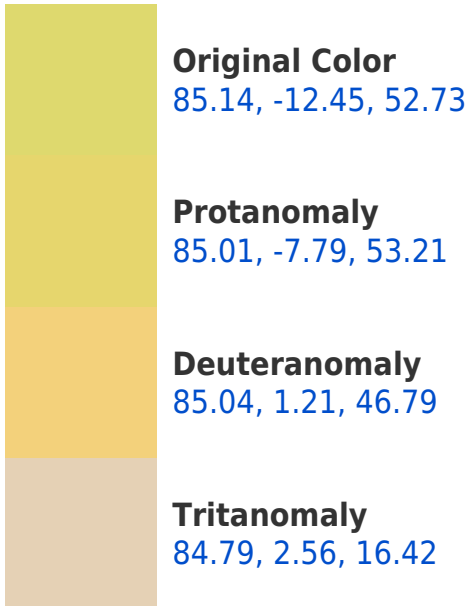 Original Color
85.14, -12.45, 52.73
Protanomaly
85.01, -7.79, 53.21
Deuteranomaly
85.04, 1.21, 46.79
Tritanomaly
84.79, 2.56, 16.42